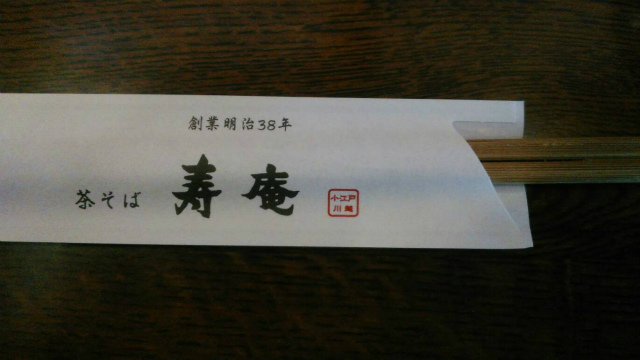 創業明治38年
茶そば 寿庵
小江戸
川越